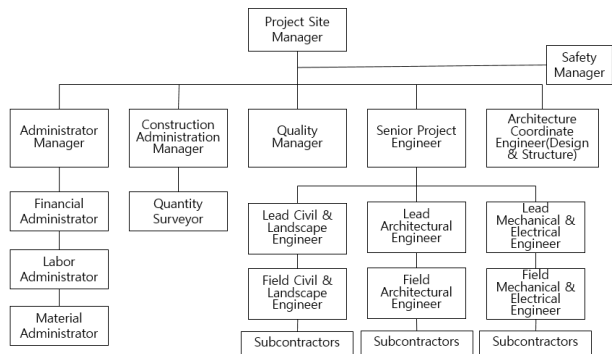 Project Site
Manager
Safety
Manager
Administrator
Manager
Construction
Administration
Manager
Quality
Manager
Senior Project
Engineer
Architecture
Coordinate
Engineer(Design
& Structure)
Financial
Administrator
Quantity
Surveyor
Lead Civil &
Landscape
Engineer
Lead
Architectural
Engineer
Lead
Mechanical &
Electrical
Engineer
Labor
Administrator
Field Civil &
Landscape
Engineer
Field
Architectural
Engineer
Field
Mechanical &
Electrical
Engineer
Material
Administrator
Subcontractors
Subcontractors
Subcontractors